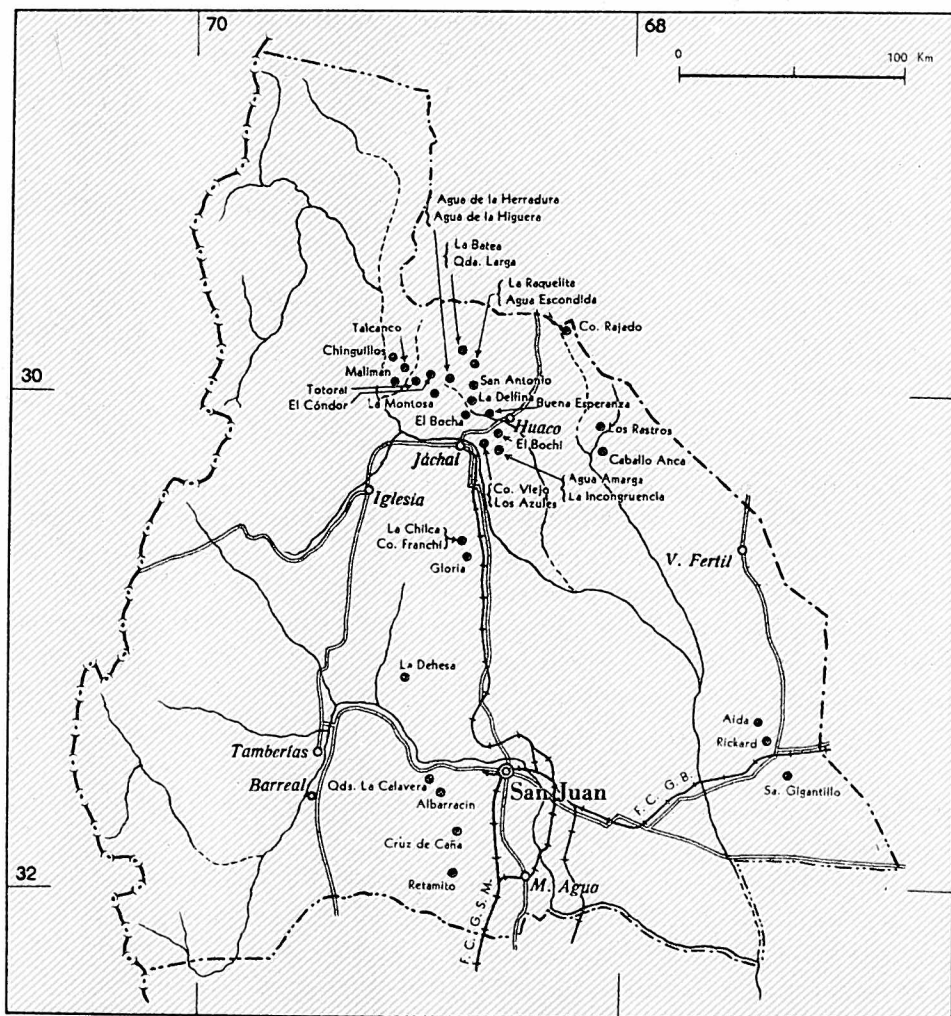 70
68
0
100 Km
Agua de la Herradura
Agua de la Higuera
La Batea
Qda. Larga
La Raquelita
Agua Escondida
Co. Rajado
Talcanco
Chinguillos
Maliman
30
Totoral
San Antonio
El Cóndor
La Montosa
La Delfina
Buena Esperanza
El Bocha
Huaco
El Bochi
Los Rastros
Jáchal
Caballo Anca
Agua Amarga
La Incongruencia
Co. Viejo
Los Azules
Iglesia
La Chilca
Co. Franchi
Gloria
V. Fertil
La Dehesa
Aida
Rickard
Tamberías
Barreal
Qds. La Calavera
San Juan
F. C. G. B.
Sa. Gigantillo
Albarracin
Cruz de Caña
Retamito
32
M. Agua
F. C. G. S. M.